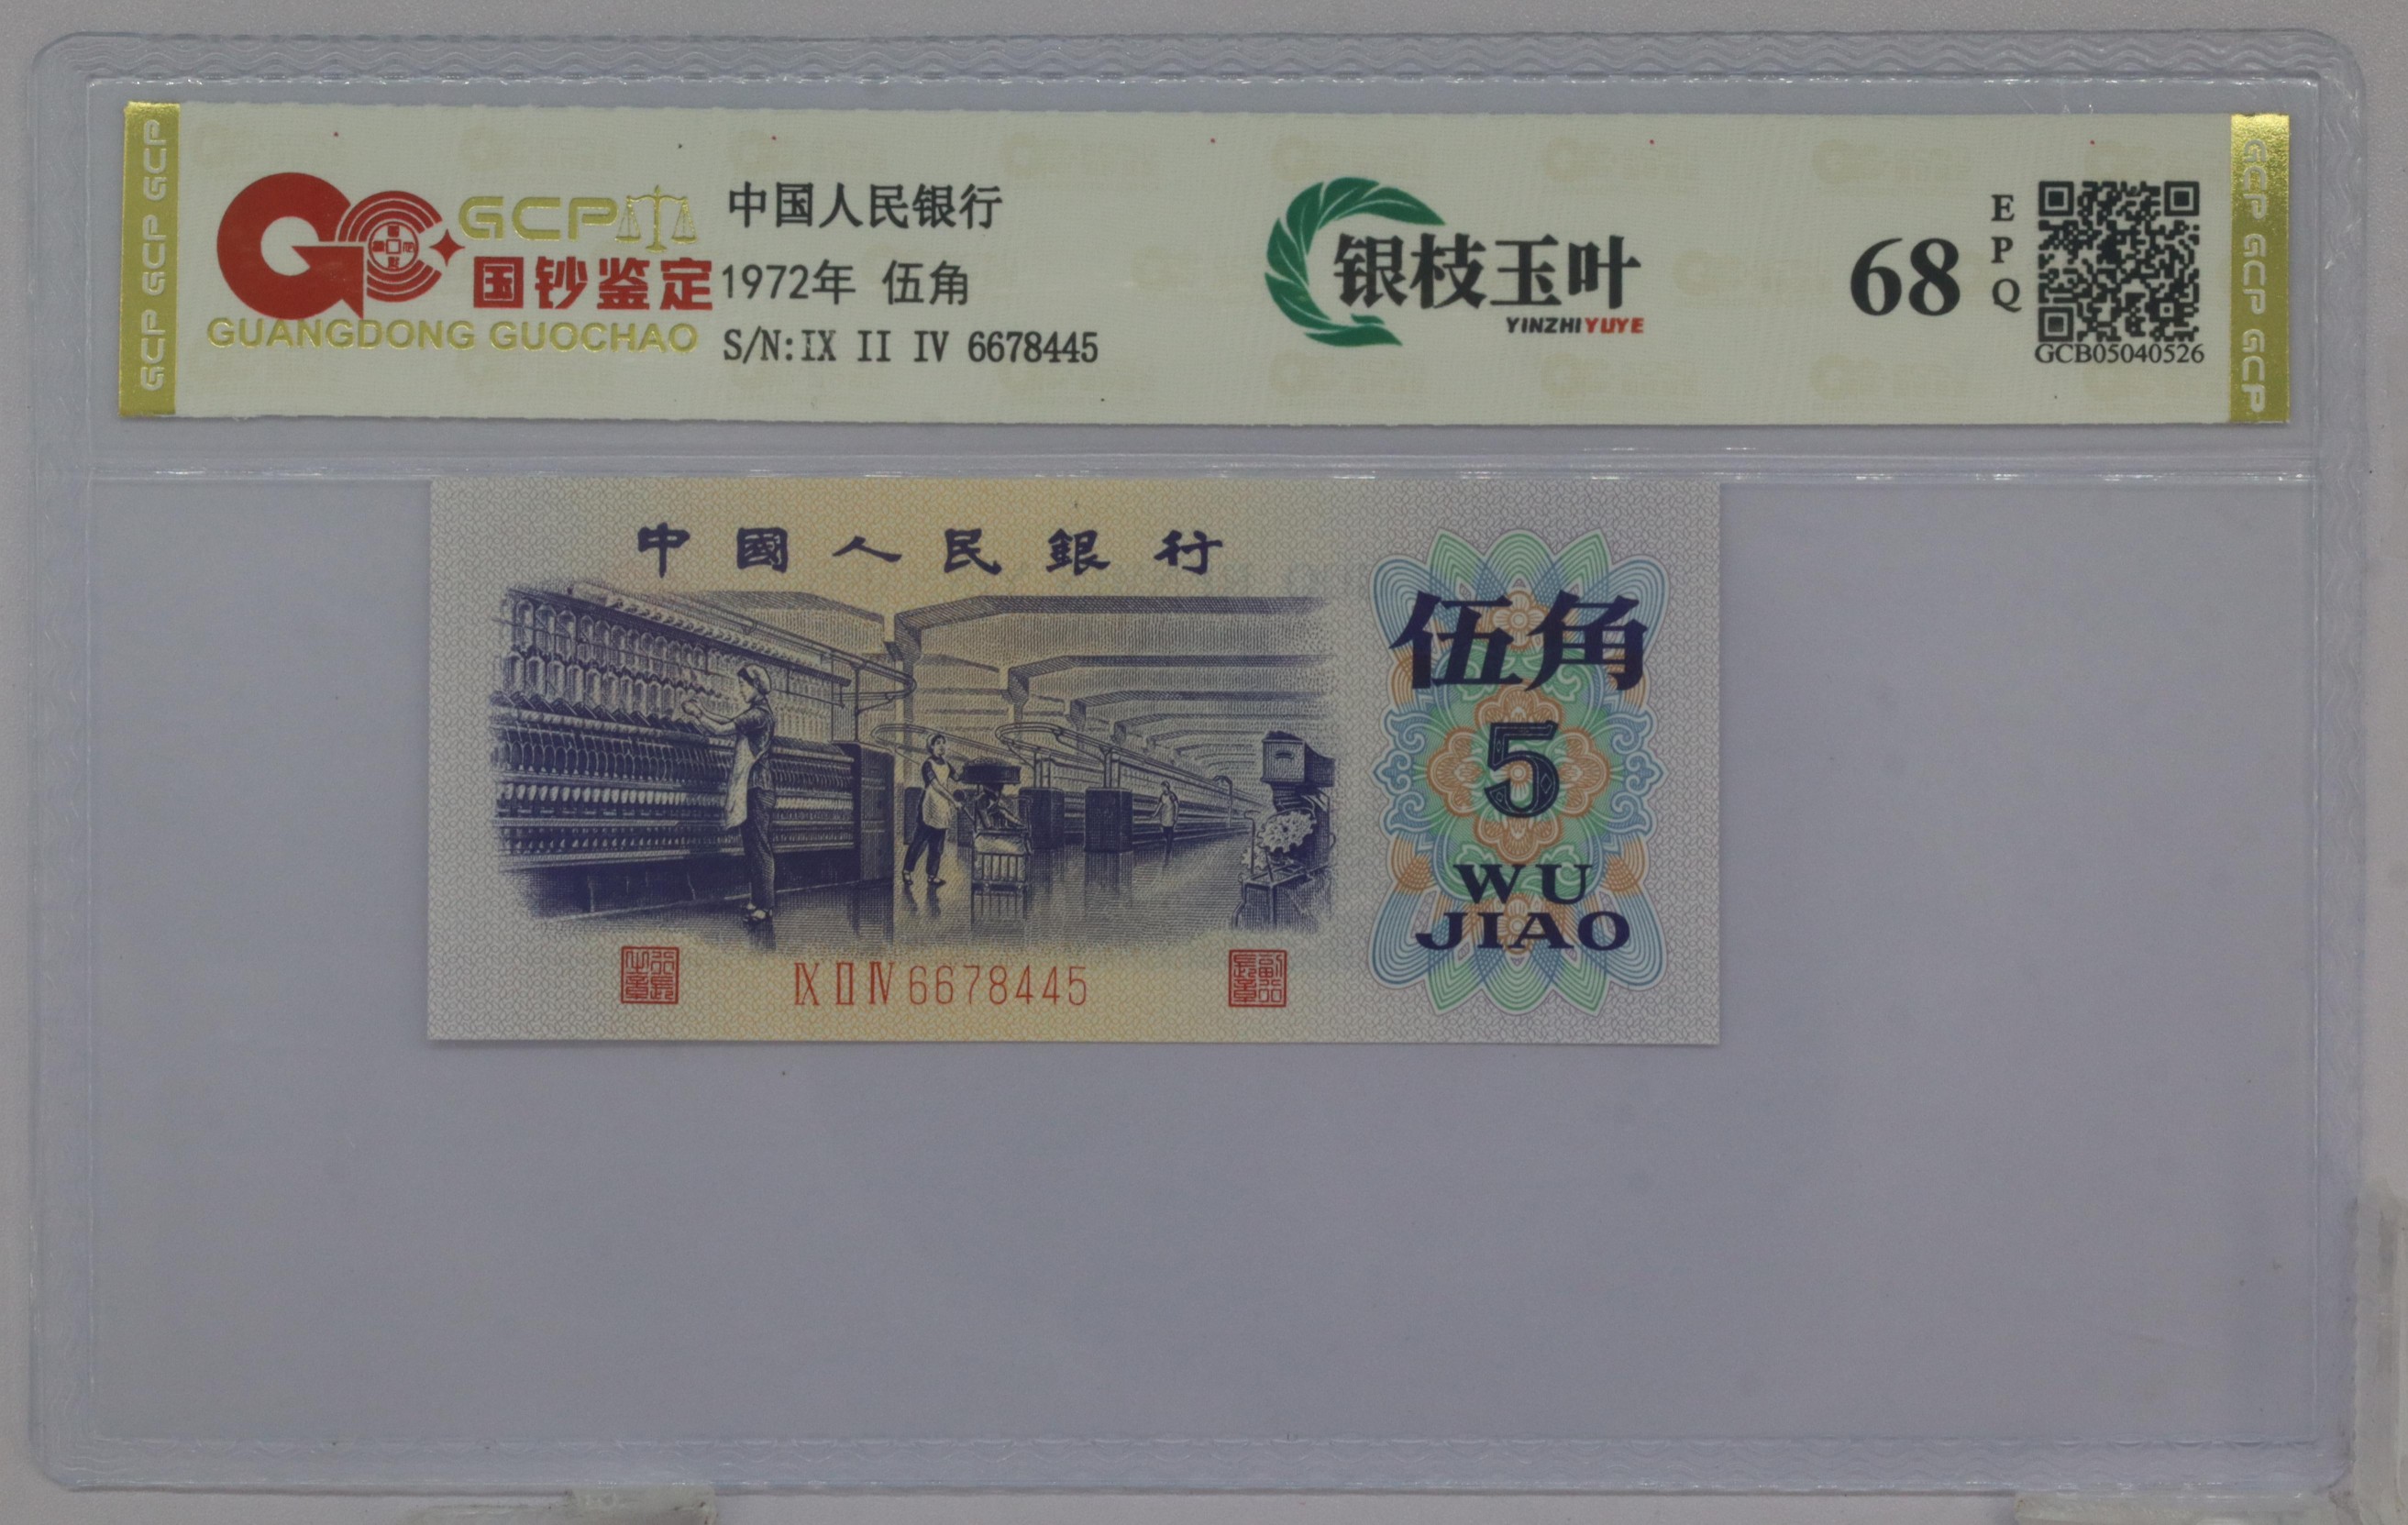 GCP GCP GCP
GCP
国钞鉴定
GUANGDONG GUOCHAO
中国人民银行
1972年 伍角
S/N:IX II IV 6678445
银枝玉叶
YINZHIYUYE
68
EPQ
GCB05040526
GCP GCP GCP
中國人民銀行
伍角
5
WU
JIAO
IX II IV 6678445